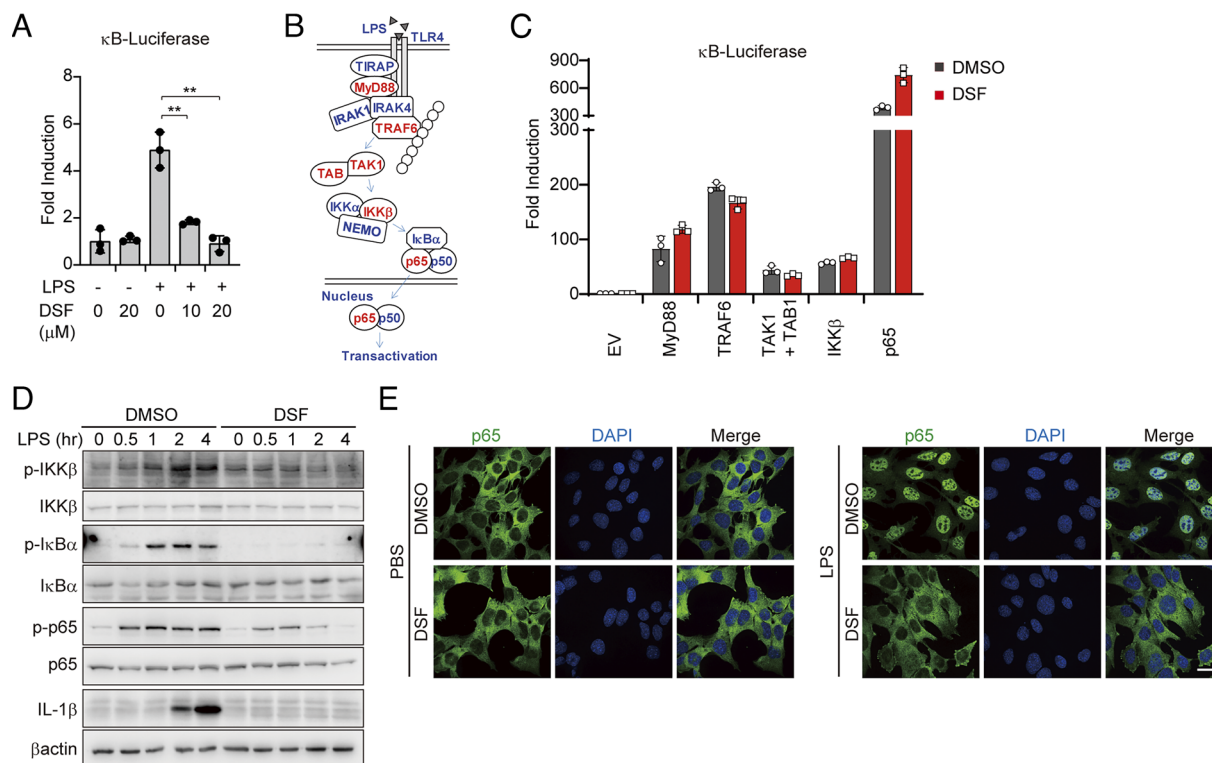 A
κB-Luciferase
Fold Induction
8
6
4
2
0
**
**
LPS - - + + +
DSF 0 20 0 10 20
(μM)
B
LPS
TLR4
TIRAP
MyD88
IRAK1
IRAK4
TRAF6
TAB
TAK1
IKKα
IKKβ
NEMO
IκBα
p65
p50
Nucleus
p65
p50
Transactivation
C
κB-Luciferase
Fold Induction
900
700
500
300
100
300
200
100
0
EV
MyD88
TRAF6
TAK1
+ TAB1
IKKβ
p65
DMSO
DSF
D
DMSO DSF
LPS (hr) 0 0.5 1 2 4 0 0.5 1 2 4
p-IKKβ
IKKβ
p-IκBα
IκBα
p-p65
p65
IL-1β
βactin
E
p65 DAPI Merge
PBS
DMSO
DSF
p65 DAPI Merge
LPS
DMSO
DSF